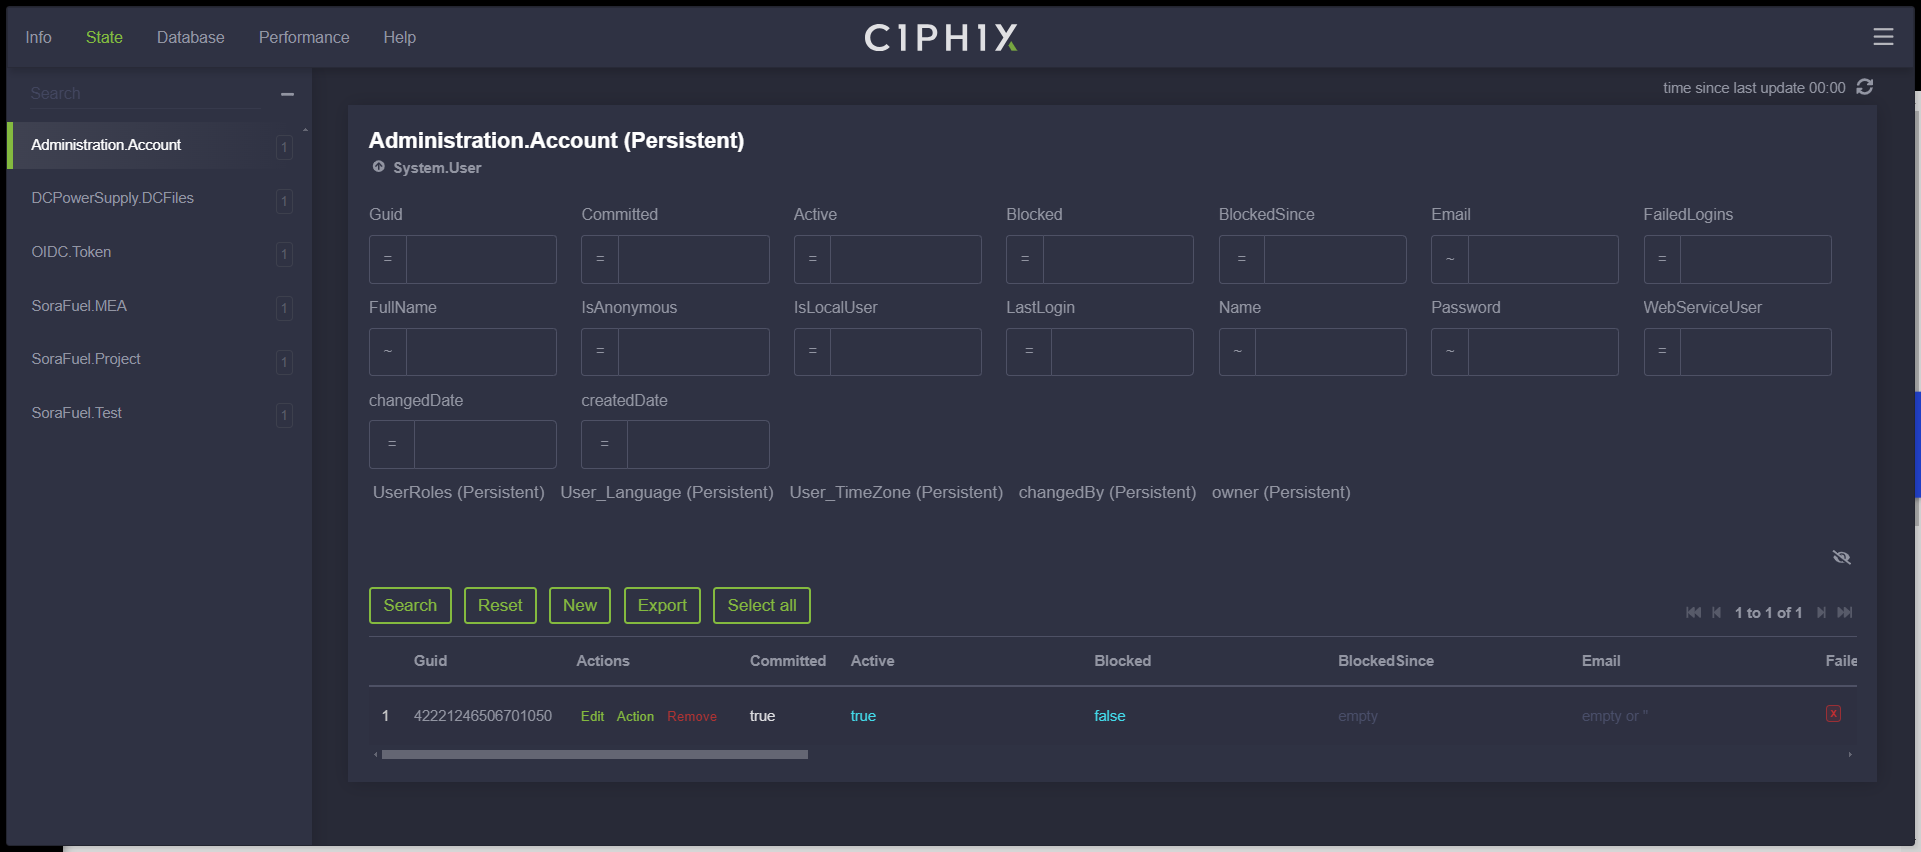 Info State Database Performance Help C1PH1X
Search
time since last update 00:00
Administration.Account 1
DCPowerSupply.DCFiles 1
OIDC.Token 1
SoraFuel.MEA 1
SoraFuel.Project 1
SoraFuel.Test 1
Administration.Account (Persistent)
System.User
Guid Committed Active Blocked BlockedSince Email FailedLogins
= = = = = ~ =
FullName IsAnonymous IsLocalUser LastLogin Name Password WebServiceUser
~ = = = ~ ~ =
changedDate createdDate
= =
UserRoles (Persistent) User_Language (Persistent) User_TimeZone (Persistent) changedBy (Persistent) owner (Persistent)
Search Reset New Export Select all
1 to 1 of 1
Guid Actions Committed Active Blocked BlockedSince Email Faile
1 42221246506701050 Edit Action Remove true true false empty empty or '' x